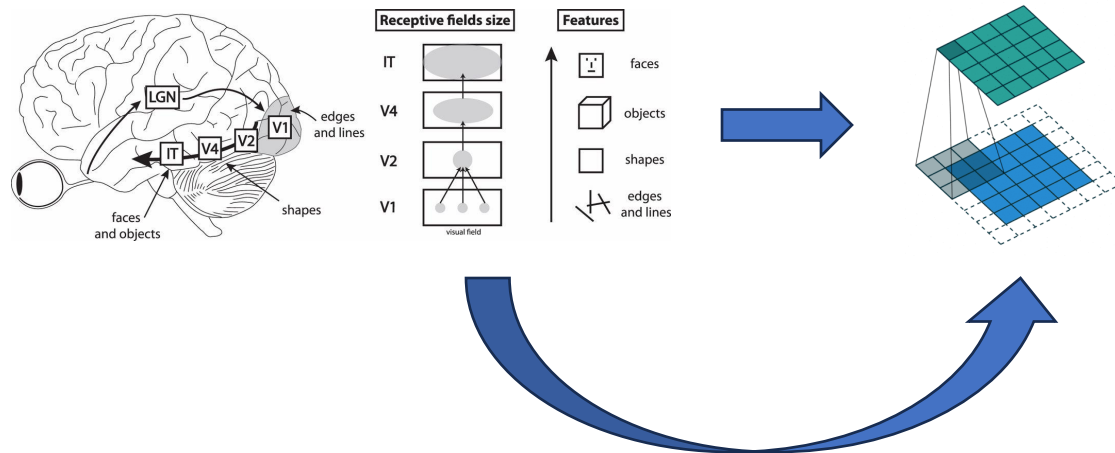 LGN
V1
V2
V4
IT
edges
and lines
shapes
faces
and objects
Receptive fields size
IT
V4
V2
V1
visual field
Features
faces
objects
shapes
edges
and lines